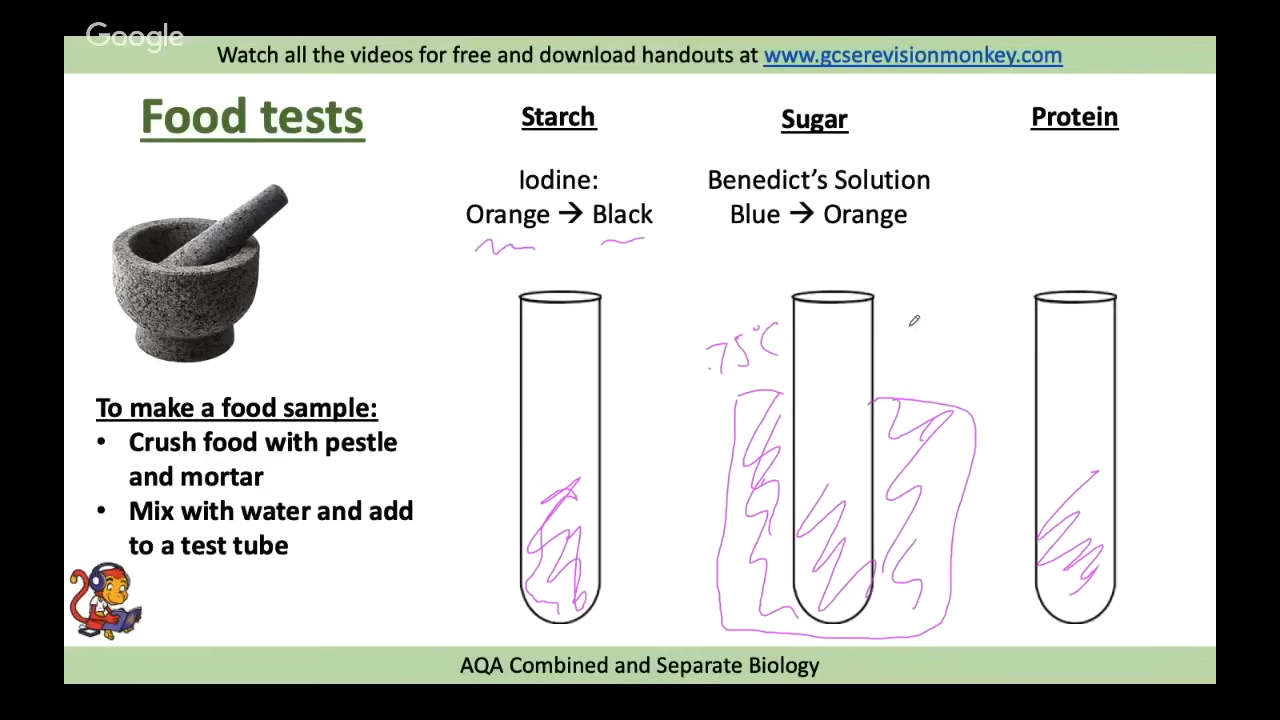 Google
Watch all the videos for free and download handouts at www.gcserevisionmonkey.com
Food tests
Starch
Sugar
Protein
Iodine:
Orange → Black
Benedict's Solution
Blue → Orange
75°C
To make a food sample:
• Crush food with pestle
and mortar
• Mix with water and add
to a test tube
AQA Combined and Separate Biology